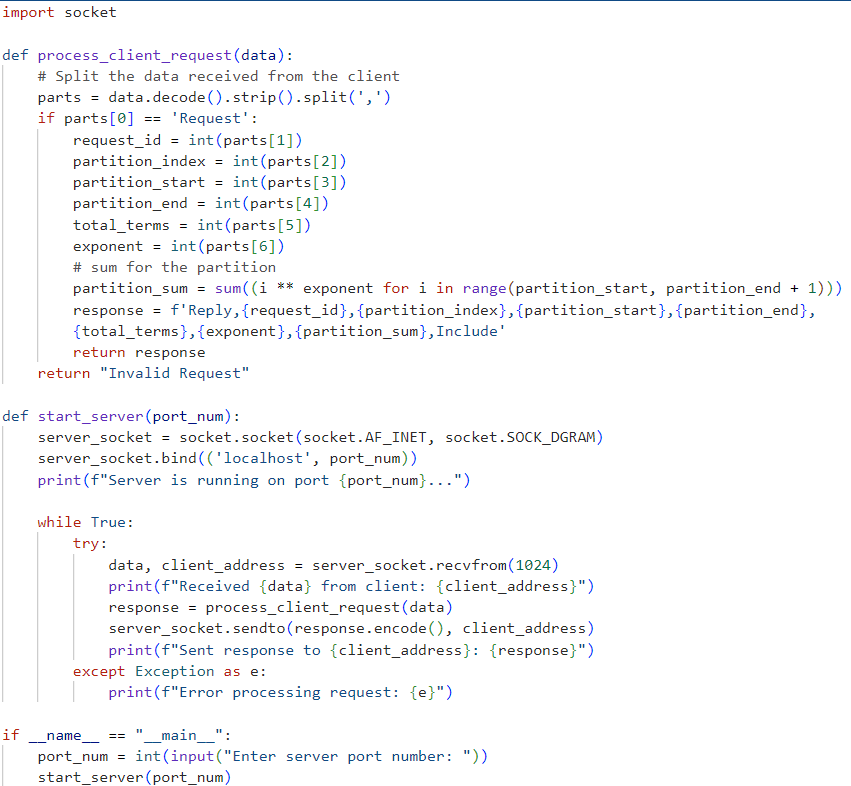 import socket

def process_client_request(data):
    # Split the data received from the client
    parts = data.decode().strip().split(',')
    if parts[0] == 'Request':
        request_id = int(parts[1])
        partition_index = int(parts[2])
        partition_start = int(parts[3])
        partition_end = int(parts[4])
        total_terms = int(parts[5])
        exponent = int(parts[6])
        # sum for the partition
        partition_sum = sum((i ** exponent for i in range(partition_start, partition_end + 1)))
        response = f'Reply,{request_id},{partition_index},{partition_start},{partition_end},
        {total_terms},{exponent},{partition_sum},Include'
        return response
    return "Invalid Request"

def start_server(port_num):
    server_socket = socket.socket(socket.AF_INET, socket.SOCK_DGRAM)
    server_socket.bind(('localhost', port_num))
    print(f"Server is running on port {port_num}...")

    while True:
        try:
            data, client_address = server_socket.recvfrom(1024)
            print(f"Received {data} from client: {client_address}")
            response = process_client_request(data)
            server_socket.sendto(response.encode(), client_address)
            print(f"Sent response to {client_address}: {response}")
        except Exception as e:
            print(f"Error processing request: {e}")

if __name__ == "__main__":
    port_num = int(input("Enter server port number: "))
    start_server(port_num)